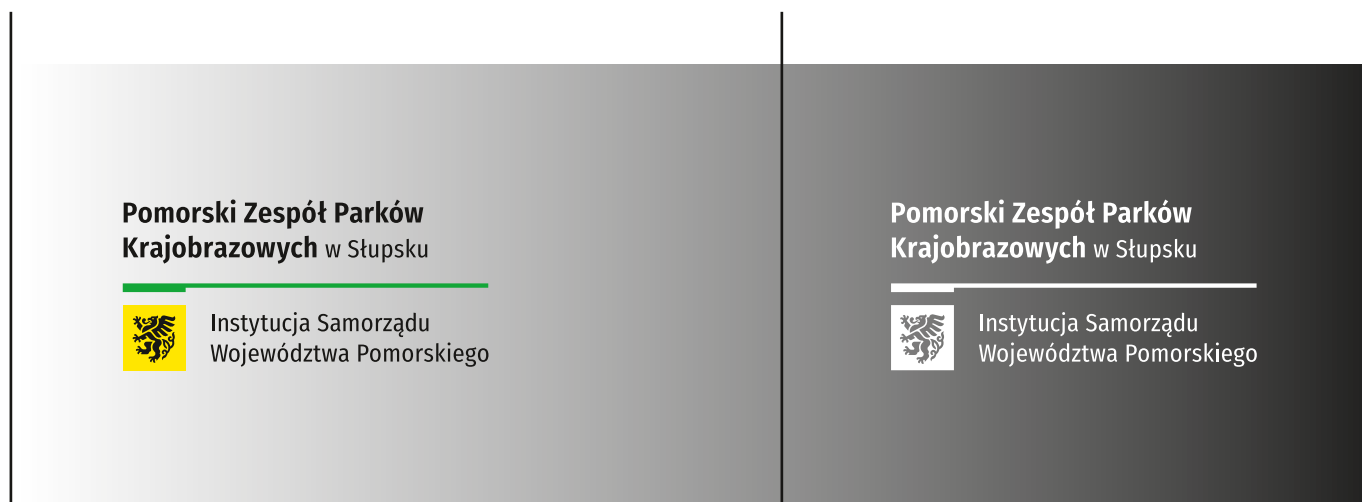 Pomorski Zespół Parków
Krajobrazowych w Słupsku
Instytucja Samorządu
Województwa Pomorskiego
Pomorski Zespół Parków
Krajobrazowych w Słupsku
Instytucja Samorządu
Województwa Pomorskiego